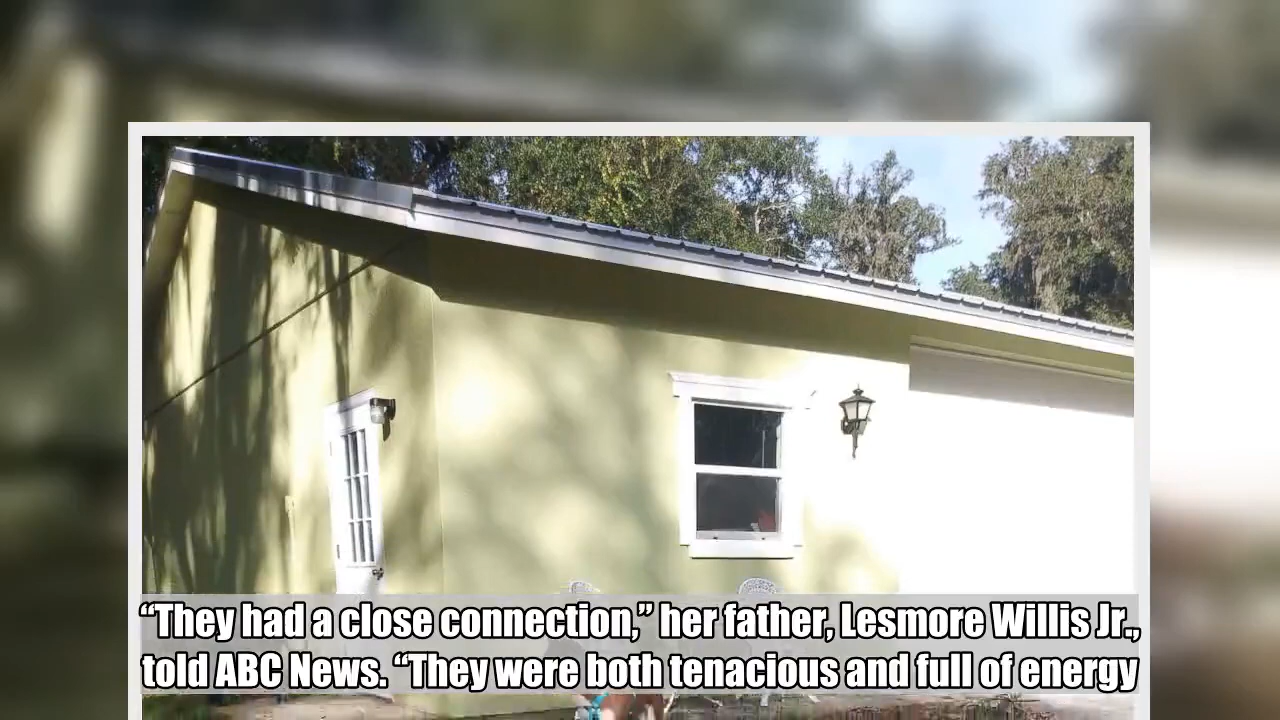 “They had a close connection,” her father, Lesmore Willis Jr.,
told ABC News. “They were both tenacious and full of energy